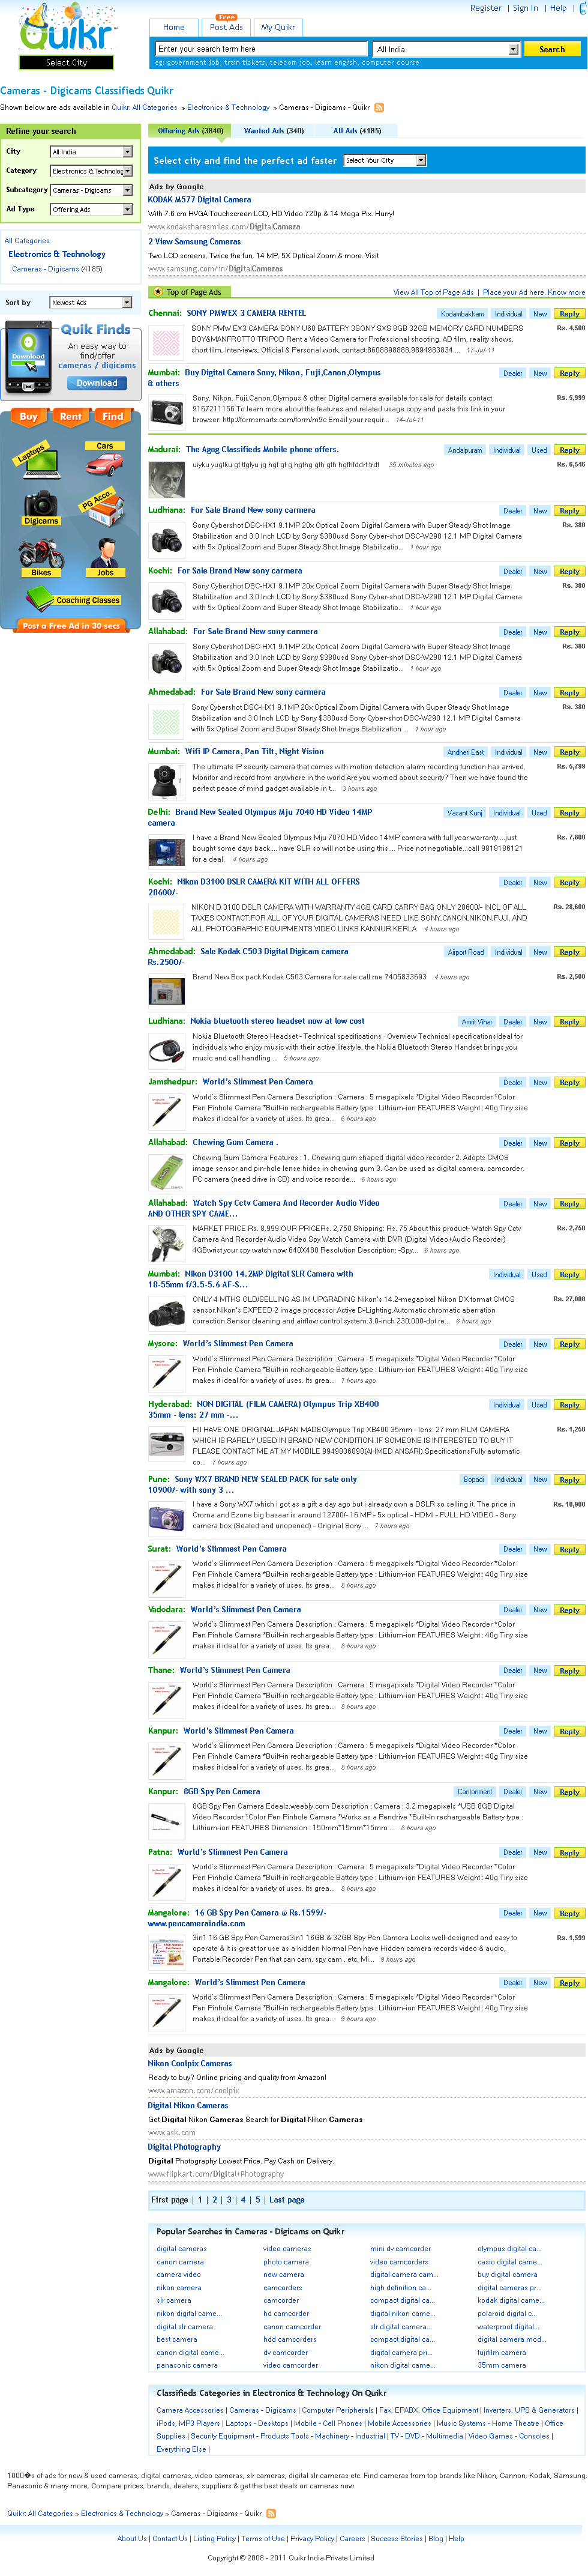 Register | Sign In | Help |
Quikr
Select City
Home
Free
Post Ads
My Quikr
Enter your search term here
All India
Search
eg: government job, train tickets, telecom job, learn english, computer course
Cameras - Digicams Classifieds Quikr
Shown below are ads available in Quikr: All Categories » Electronics & Technology » Cameras - Digicams - Quikr
Refine your search
City All India
Category Electronics & Technolog
Subcategory Cameras - Digicams
Ad Type Offering Ads
All Categories
Electronics & Technology
Cameras - Digicams (4185)
Sort by Newest Ads
Download
Quik Finds
An easy way to
find/offer
cameras / digicams
Download
Buy Rent Find
Laptops
Cars
Digicams
PG Acco.
Bikes
Jobs
Coaching Classes
Post a Free Ad in 30 secs
Offering Ads (3840) Wanted Ads (340) All Ads (4185)
Select city and find the perfect ad faster Select Your City
Ads by Google
KODAK M577 Digital Camera
With 7.6 cm HVGA Touchscreen LCD, HD Video 720p & 14 Mega Pix. Hurry!
www.kodaksharesmiles.com/DigitalCamera
2 View Samsung Cameras
Two LCD screens, Twice the fun, 14 MP, 5X Optical Zoom & more. Visit
www.samsung.com/in/DigitalCameras
Top of Page Ads
View All Top of Page Ads | Place your Ad here. Know more
Chennai: SONY PMWEX 3 CAMERA RENTEL
Kodambakkam Individual New Reply
SONY PMW EX3 CAMERA SONY U60 BATTERY 3SONY SXS 8GB 32GB MEMORY CARD NUMBERS
BOY&MANFROTTO TRIPOD Rent a Video Camera for Professional shooting, AD film, reality shows,
short film, Interviews, Official & Personal work, contact:8698698888,9894983834 ... 17-Jul-11
Rs. 4,500
Mumbai: Buy Digital Camera Sony, Nikon, Fuji,Canon,Olympus
& others
Dealer New Reply
Sony, Nikon, Fuji,Canon,Olympus & other Digital camera available for sale for details contact
9167211156 To learn more about the features and related usage copy and paste this link in your
browser: http://formsmarts.com/form/m9c Email your requir... 14-Jul-11
Rs. 5,999
Madurai: The Agog Classifieds Mobile phone offers.
Andalpuram Individual Used Reply
uiyku yugtku gt ftgtyu jg hgf gt g hgfhg gfh gfh hgfhfddrt trdt 35 minutes ago
Rs. 6,546
Ludhiana: For Sale Brand New sony carmera
Dealer New Reply
Sony Cybershot DSC-HX1 9.1MP 20x Optical Zoom Digital Camera with Super Steady Shot Image
Stabilization and 3.0 Inch LCD by Sony $380usd Sony Cyber-shot DSC-W290 12.1 MP Digital Camera
with 5x Optical Zoom and Super Steady Shot Image Stabilizatio... 1 hour ago
Rs. 380
Kochi: For Sale Brand New sony carmera
Dealer New Reply
Sony Cybershot DSC-HX1 9.1MP 20x Optical Zoom Digital Camera with Super Steady Shot Image
Stabilization and 3.0 Inch LCD by Sony $380usd Sony Cyber-shot DSC-W290 12.1 MP Digital Camera
with 5x Optical Zoom and Super Steady Shot Image Stabilizatio... 1 hour ago
Rs. 380
Allahabad: For Sale Brand New sony carmera
Dealer New Reply
Sony Cybershot DSC-HX1 9.1MP 20x Optical Zoom Digital Camera with Super Steady Shot Image
Stabilization and 3.0 Inch LCD by Sony $380usd Sony Cyber-shot DSC-W290 12.1 MP Digital Camera
with 5x Optical Zoom and Super Steady Shot Image Stabilizatio... 1 hour ago
Rs. 380
Ahmedabad: For Sale Brand New sony carmera
Dealer New Reply
Sony Cybershot DSC-HX1 9.1MP 20x Optical Zoom Digital Camera with Super Steady Shot Image
Stabilization and 3.0 Inch LCD by Sony $380usd Sony Cyber-shot DSC-W290 12.1 MP Digital Camera
with 5x Optical Zoom and Super Steady Shot Image Stabilization ... 1 hour ago
Rs. 380
Mumbai: Wifi IP Camera, Pan Tilt, Night Vision
Andheri East Individual New Reply
The ultimate IP security camera that comes with motion detection alarm recording function has arrived.
Monitor and record from anywhere in the world.Are you worried about security? Then we have found the
perfect peace of mind gadget available in t... 3 hours ago
Rs. 5,799
Delhi: Brand New Sealed Olympus Mju 7040 HD Video 14MP
camera
Vasant Kunj Individual Used Reply
I have a Brand New Sealed Olympus Mju 7070 HD Video 14MP camera with full year warranty....just
bought some days back.... have SLR so will not be using this.... Price not negotiable...call 9818186121
for a deal. 4 hours ago
Rs. 7,800
Kochi: Nikon D3100 DSLR CAMERA KIT WITH ALL OFFERS
28600/-
Dealer New Reply
NIKON D 3100 DSLR CAMERA WITH WARRANTY 4GB CARD CARRY BAG ONLY 28600/- INCL OF ALL
TAXES CONTACT;FOR ALL OF YOUR DIGITAL CAMERAS NEED LIKE SONY,CANON,NIKON,FUJI. AND
ALL PHOTOGRAPHIC EQUIPMENTS VIDEO LINKS KANNUR KERLA 4 hours ago
Rs. 28,600
Ahmedabad: Sale Kodak C503 Digital Digicam camera
Rs.2500/-
Airport Road Individual New Reply
Brand New Box pack Kodak C503 Camera for sale call me 7405833693 4 hours ago
Rs. 2,500
Ludhiana: Nokia bluetooth stereo headset now at low cost
Amrit Vihar Dealer New Reply
Nokia Bluetooth Stereo Headset - Technical specifications · Overview Technical specificationsIdeal for
individuals who enjoy music with their active lifestyle, the Nokia Bluetooth Stereo Handset brings you
music and call handling ... 5 hours ago
Jamshedpur: World's Slimmest Pen Camera
Dealer New Reply
World's Slimmest Pen Camera Description : Camera : 5 megapixels *Digital Video Recorder *Color
Pen Pinhole Camera *Built-in rechargeable Battery type : Lithium-ion FEATURES Weight : 40g Tiny size
makes it ideal for a variety of uses. Its grea... 6 hours ago
Allahabad: Chewing Gum Camera .
Dealer New Reply
Chewing Gum Camera Features : 1. Chewing gum shaped digital video recorder 2. Adopts CMOS
image sensor and pin-hole lense hides in chewing gum 3. Can be used as digital camera, camcorder,
PC camera (need drive in CD) and voice recorde... 6 hours ago
Allahabad: Watch Spy Cctv Camera And Recorder Audio Video
AND OTHER SPY CAME...
Dealer New Reply
MARKET PRICE Rs. 8,999 OUR PRICERs. 2,750 Shipping: Rs. 75 About this product- Watch Spy Cctv
Camera And Recorder Audio Video Spy Watch Camera with DVR (Digital Video+Audio Recorder)
4GBwrist your spy watch now 640X480 Resolution Description: -Spy... 6 hours ago
Rs. 2,750
Mumbai: Nikon D3100 14.2MP Digital SLR Camera with
18-55mm f/3.5-5.6 AF-S...
Individual Used Reply
ONLY 4 MTHS OLD/SELLING AS IM UPGRADING Nikon's 14.2-megapixel Nikon DX format CMOS
sensor.Nikon's EXPEED 2 image processor.Active D-Lighting.Automatic chromatic aberration
correction.Sensor cleaning and airflow control system.3.0-inch 230,000-dot re... 6 hours ago
Rs. 27,000
Mysore: World's Slimmest Pen Camera
Dealer New Reply
World's Slimmest Pen Camera Description : Camera : 5 megapixels *Digital Video Recorder *Color
Pen Pinhole Camera *Built-in rechargeable Battery type : Lithium-ion FEATURES Weight : 40g Tiny size
makes it ideal for a variety of uses. Its grea... 7 hours ago
Hyderabad: NON DIGITAL (FILM CAMERA) Olympus Trip XB400
35mm - lens: 27 mm -...
Individual Used Reply
HII HAVE ONE ORIGINAL JAPAN MADEOlympus Trip XB400 35mm - lens: 27 mm FILM CAMERA
WHICH IS RARELY USED IN BRAND NEW CONDITION .IF SOMEONE IS INTERESTED TO BUY IT
PLEASE CONTACT ME AT MY MOBILE 9949836898(AHMED ANSARI).SpecificationsFully automatic
co... 7 hours ago
Rs. 1,250
Pune: Sony WX7 BRAND NEW SEALED PACK for sale only
10900/- with sony 3 ...
Bopadi Individual New Reply
I have a Sony WX7 which i got as a gift a day ago but i already own a DSLR so selling it. The price in
Croma and Ezone big bazaar is around 12700/- 16 MP - 5x optical - HDMI - FULL HD VIDEO - Sony
camera box (Sealed and unopened) - Original Sony ... 7 hours ago
Rs. 10,900
Surat: World's Slimmest Pen Camera
Dealer New Reply
World's Slimmest Pen Camera Description : Camera : 5 megapixels *Digital Video Recorder *Color
Pen Pinhole Camera *Built-in rechargeable Battery type : Lithium-ion FEATURES Weight : 40g Tiny size
makes it ideal for a variety of uses. Its grea... 8 hours ago
Vadodara: World's Slimmest Pen Camera
Dealer New Reply
World's Slimmest Pen Camera Description : Camera : 5 megapixels *Digital Video Recorder *Color
Pen Pinhole Camera *Built-in rechargeable Battery type : Lithium-ion FEATURES Weight : 40g Tiny size
makes it ideal for a variety of uses. Its grea... 8 hours ago
Thane: World's Slimmest Pen Camera
Dealer New Reply
World's Slimmest Pen Camera Description : Camera : 5 megapixels *Digital Video Recorder *Color
Pen Pinhole Camera *Built-in rechargeable Battery type : Lithium-ion FEATURES Weight : 40g Tiny size
makes it ideal for a variety of uses. Its grea... 8 hours ago
Kanpur: World's Slimmest Pen Camera
Dealer New Reply
World's Slimmest Pen Camera Description : Camera : 5 megapixels *Digital Video Recorder *Color
Pen Pinhole Camera *Built-in rechargeable Battery type : Lithium-ion FEATURES Weight : 40g Tiny size
makes it ideal for a variety of uses. Its grea... 8 hours ago
Kanpur: 8GB Spy Pen Camera
Cantonment Dealer New Reply
8GB Spy Pen Camera Edealz.weebly.com Description : Camera : 3.2 megapixels *USB 8GB Digital
Video Recorder *Color Pen Pinhole Camera *Works as a Pendrive *Built-in rechargeable Battery type :
Lithium-ion FEATURES Dimension : 150mm*15mm*15mm ... 8 hours ago
Patna: World's Slimmest Pen Camera
Dealer New Reply
World's Slimmest Pen Camera Description : Camera : 5 megapixels *Digital Video Recorder *Color
Pen Pinhole Camera *Built-in rechargeable Battery type : Lithium-ion FEATURES Weight : 40g Tiny size
makes it ideal for a variety of uses. Its grea... 8 hours ago
Mangalore: 16 GB Spy Pen Camera @ Rs.1599/-
www.pencameraindia.com
Dealer New Reply
3in1 16 GB Spy Pen Cameras3in1 16GB & 32GB Spy Pen Camera Looks well-designed and easy to
operate & It is great for use as a hidden Normal Pen have Hidden camera records video & audio,
Portable Recorder Pen that can cam, spy cam , etc. Mi... 9 hours ago
Rs. 1,599
Mangalore: World's Slimmest Pen Camera
Dealer New Reply
World's Slimmest Pen Camera Description : Camera : 5 megapixels *Digital Video Recorder *Color
Pen Pinhole Camera *Built-in rechargeable Battery type : Lithium-ion FEATURES Weight : 40g Tiny size
makes it ideal for a variety of uses. Its grea... 9 hours ago
Ads by Google
Nikon Coolpix Cameras
Ready to buy? Online pricing and quality from Amazon!
www.amazon.com/coolpix
Digital Nikon Cameras
Get Digital Nikon Cameras Search for Digital Nikon Cameras
www.ask.com
Digital Photography
Digital Photography Lowest Price. Pay Cash on Delivery.
www.flipkart.com/Digital+Photography
First page | 1 | 2 | 3 | 4 | 5 | Last page
Popular Searches in Cameras - Digicams on Quikr
digital cameras video cameras mini dv camcorder olympus digital ca...
canon camera photo camera video camcorders casio digital came...
camera video new camera digital camera cam... buy digital camera
nikon camera camcorders high definition ca... digital cameras pr...
slr camera camcorder compact digital ca... kodak digital came...
nikon digital came... hd camcorder digital nikon came... polaroid digital c...
digital slr camera canon camcorder slr digital camera... waterproof digital...
best camera hdd camcorders compact digital ca... digital camera mod...
canon digital came... dv camcorder digital camera pri... fujifilm camera
panasonic camera video camcorder nikon digital came... 35mm camera
Classifieds Categories in Electronics & Technology On Quikr
Camera Accessories | Cameras - Digicams | Computer Peripherals | Fax, EPABX, Office Equipment | Inverters, UPS & Generators |
iPods, MP3 Players | Laptops - Desktops | Mobile - Cell Phones | Mobile Accessories | Music Systems - Home Theatre | Office
Supplies | Security Equipment - Products Tools - Machinery - Industrial | TV - DVD - Multimedia | Video Games - Consoles |
Everything Else |
1000�s of ads for new & used cameras, digital cameras, video cameras, slr cameras, digital slr cameras etc. Find cameras from top brands like Nikon, Cannon, Kodak, Samsung,
Panasonic & many more, Compare prices, brands, dealers, suppliers & get the best deals on cameras now.
Quikr: All Categories » Electronics & Technology » Cameras - Digicams - Quikr
About Us | Contact Us | Listing Policy | Terms of Use | Privacy Policy | Careers | Success Stories | Blog | Help
Copyright © 2008 - 2011 Quikr India Private Limited